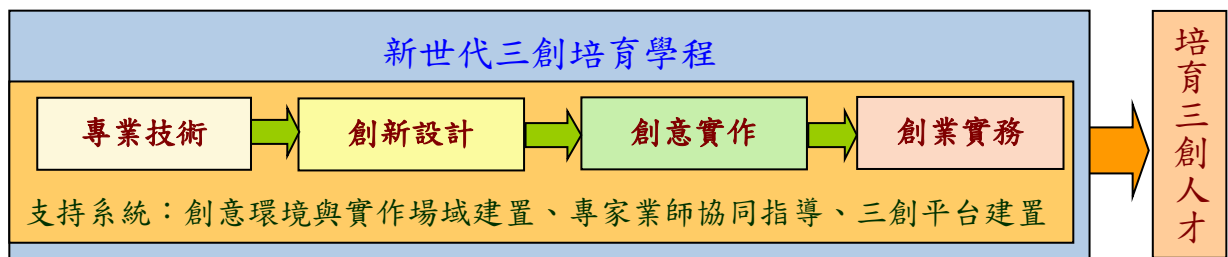 新世代三創培育學程
專業技術
創新設計
創意實作
創業實務
支持系統：創意環境與實作場域建置、專家業師協同指導、三創平台建置
培育三創人才